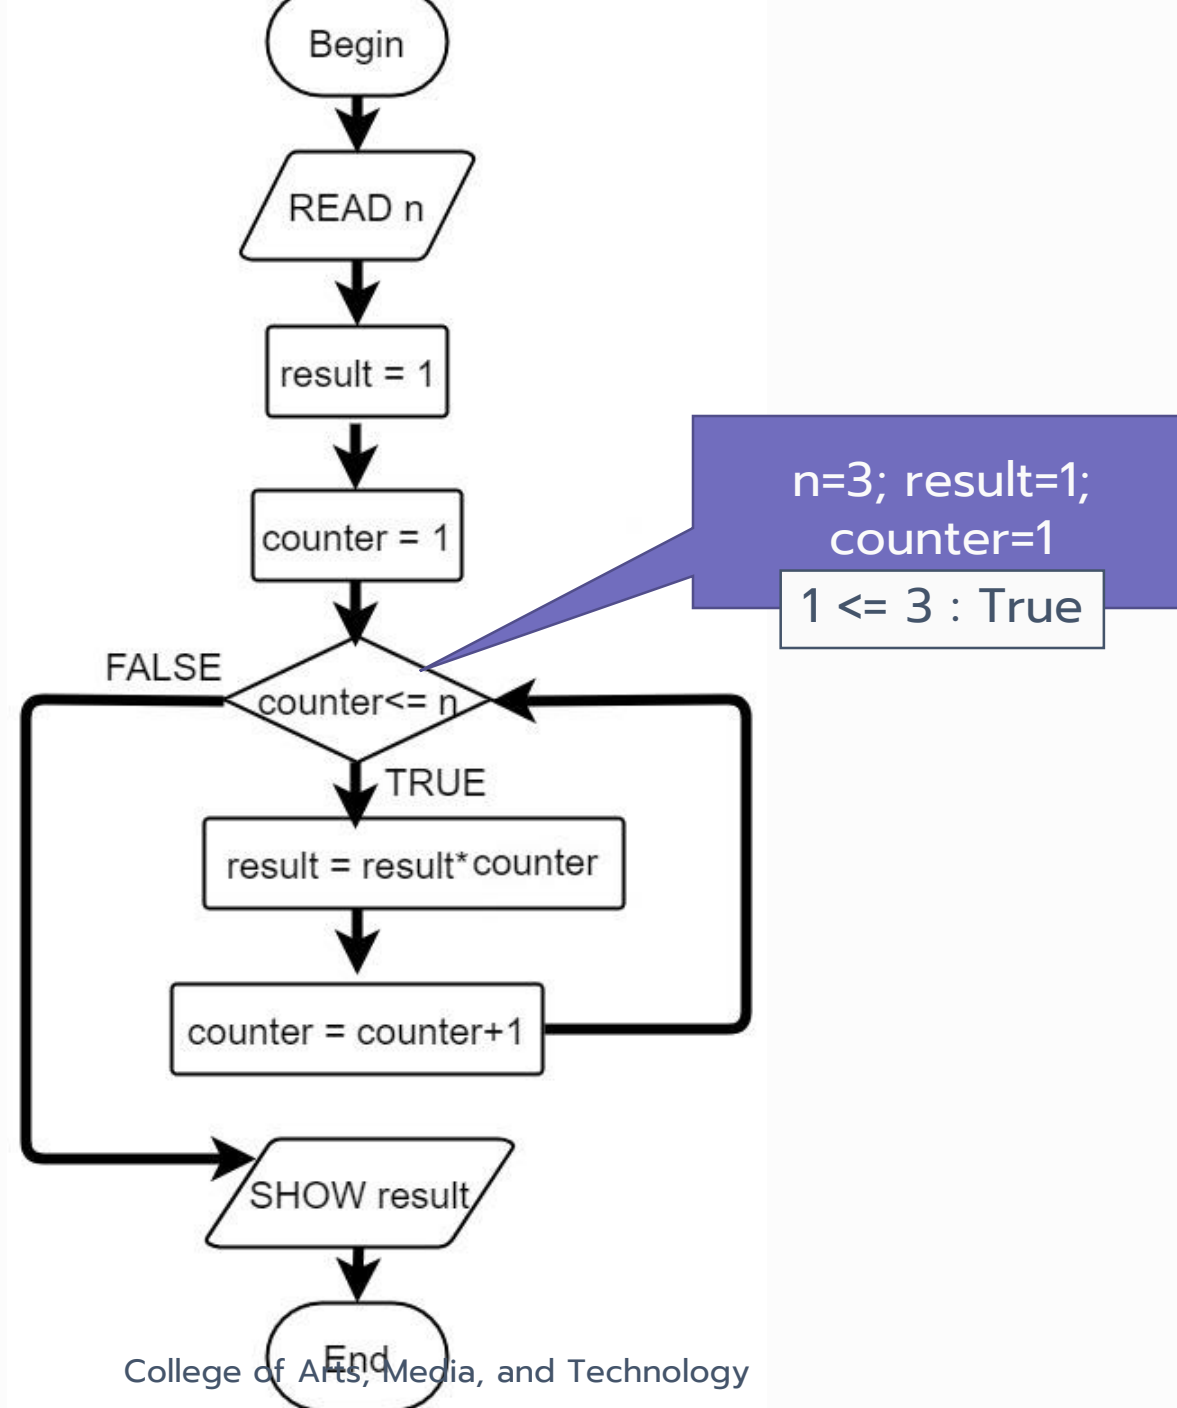 Begin
READ n
result = 1
counter = 1
n=3; result=1;
counter=1
1 <= 3 : True
FALSE
counter<= n
TRUE
result = result*counter
counter = counter+1
SHOW result
End
College of Arts, Media, and Technology